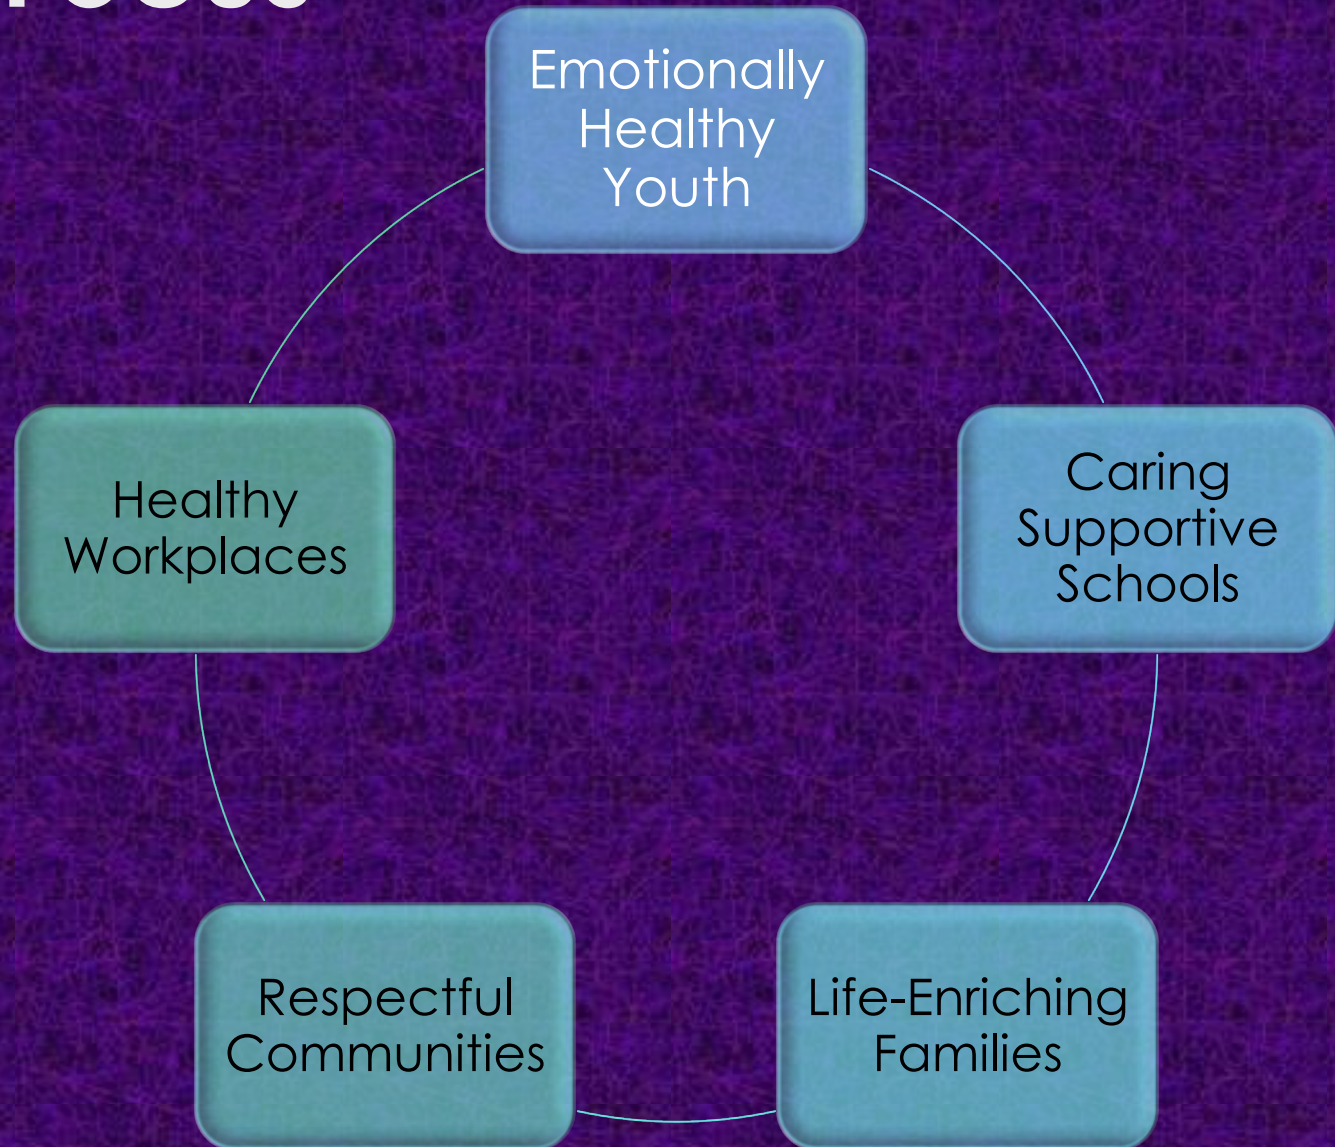 Emotionally
Healthy
Youth
Caring
Supportive
Schools
Life-Enriching
Families
Respectful
Communities
Healthy
Workplaces